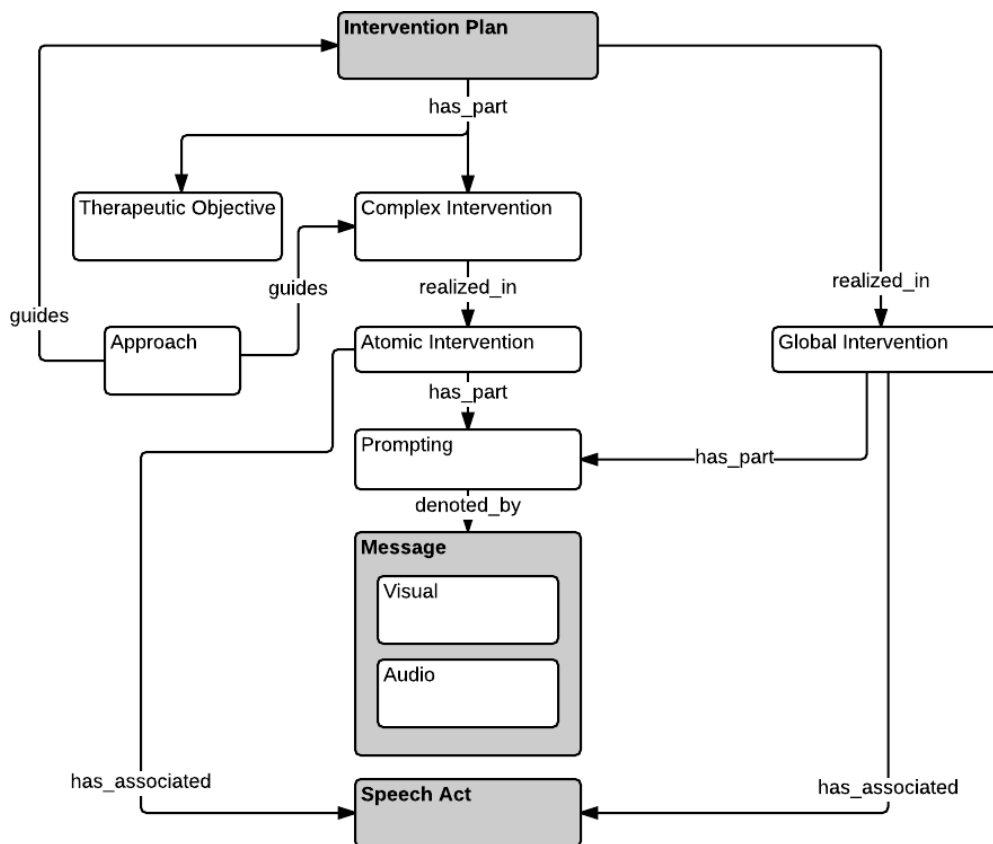 Intervention Plan
has_part
Therapeutic Objective
Complex Intervention
guides
realized_in
realized_in
guides
Approach
Atomic Intervention
Global Intervention
has_part
Prompting
has_part
denoted_by
Message
Visual
Audio
has_associated
has_associated
Speech Act